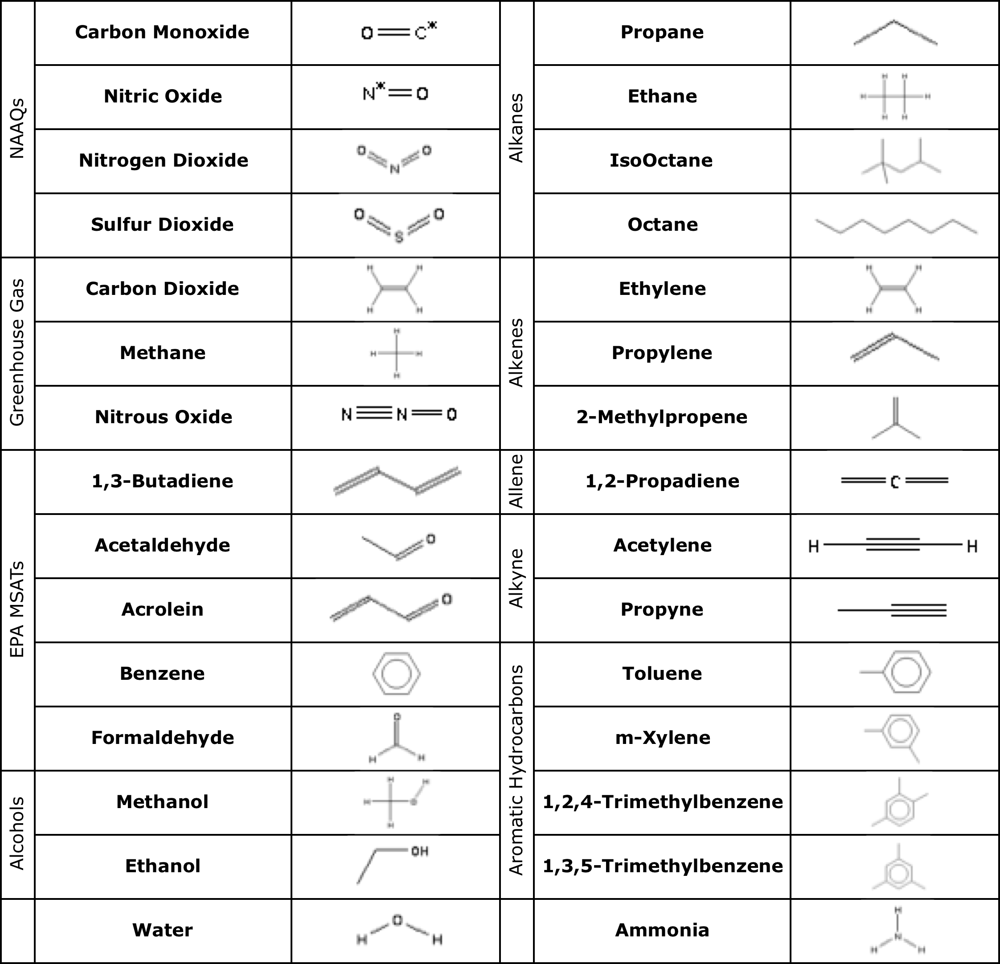 NAAQs
Carbon Monoxide
O C*
Nitric Oxide
N* O
Nitrogen Dioxide
O O
N
Sulfur Dioxide
O O
S
Greenhouse Gas
Carbon Dioxide
H H
H H
Methane
H
H H
H
Nitrous Oxide
N N O
EPA MSATs
1,3-Butadiene
Acetaldehyde
O
Acrolein
O
Benzene
Formaldehyde
O
H H
Alcohols
Methanol
H H
H O
H
Ethanol
OH
Water
O
H H
Alkanes
Propane
Ethane
H H
H H
H H
IsoOctane
Octane
Alkenes
Ethylene
H H
H H
Propylene
2-Methylpropene
Allene
1,2-Propadiene
C
Alkyne
Acetylene
H H
Propyne
Aromatic Hydrocarbons
Toluene
m-Xylene
1,2,4-Trimethylbenzene
1,3,5-Trimethylbenzene
Ammonia
H
N
H H